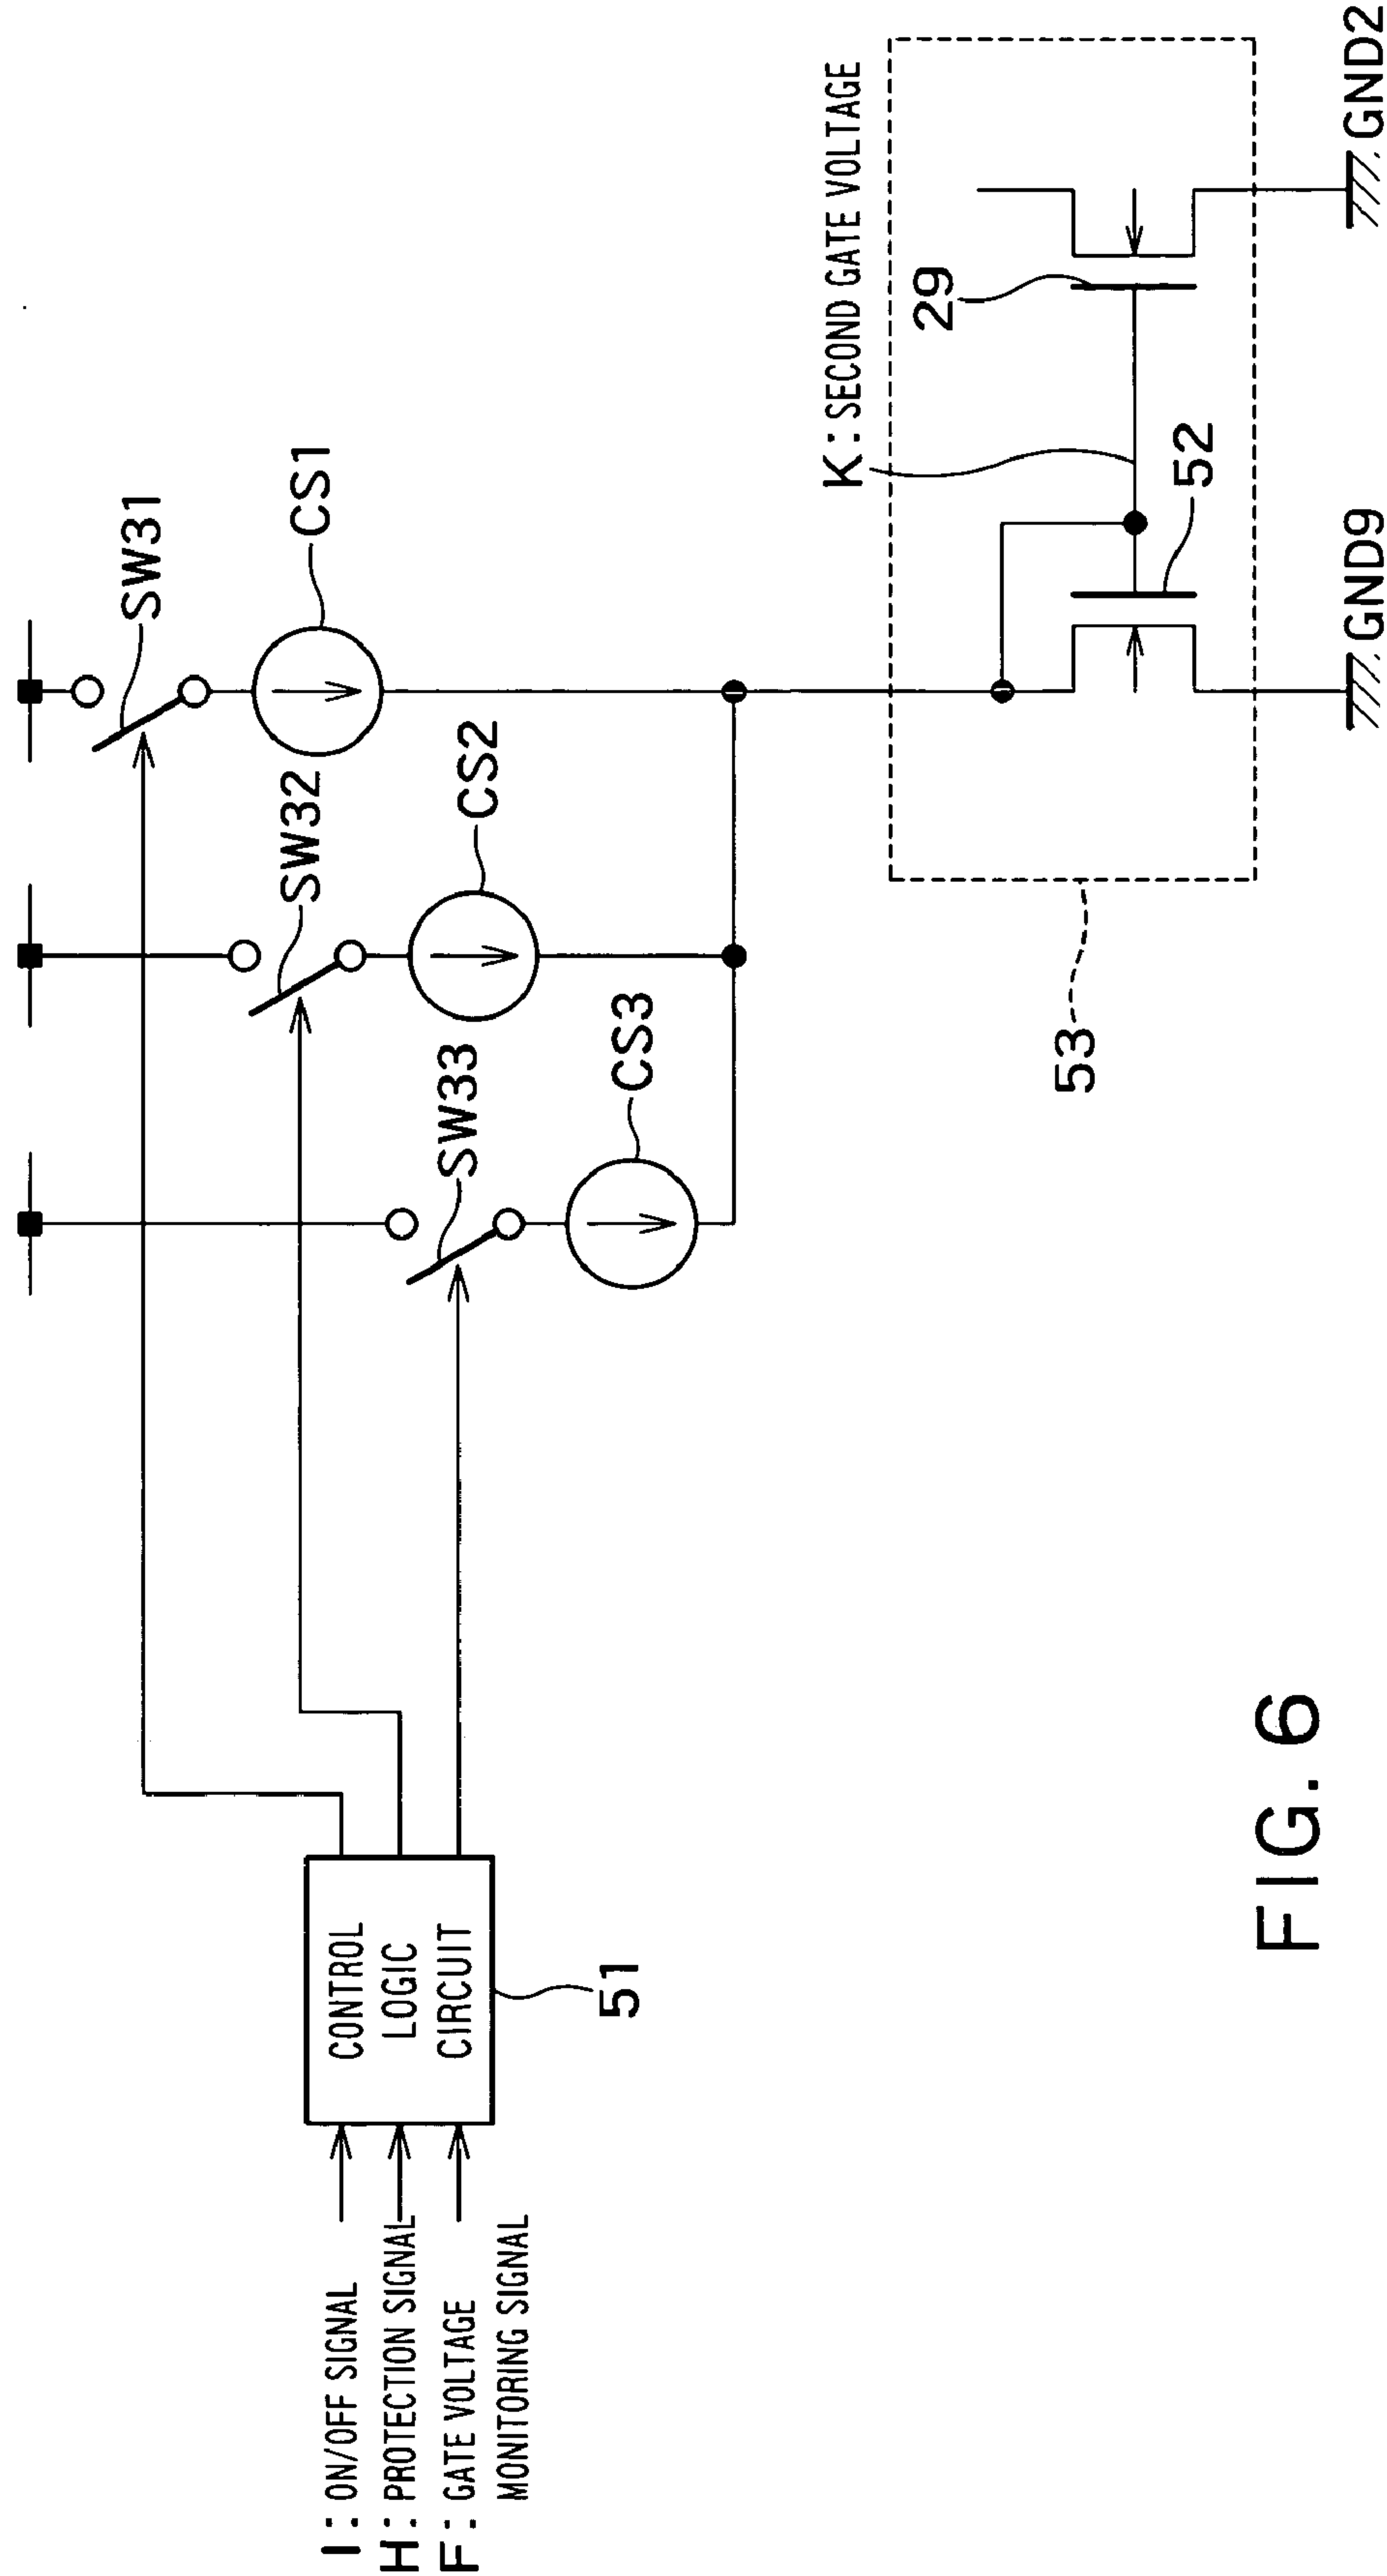 I: ON/OFF SIGNAL
H: PROTECTION SIGNAL
F: GATE VOLTAGE
MONITORING SIGNAL
CONTROL
LOGIC
CIRCUIT
51
SW31
CS1
SW32
CS2
SW33
CS3
K: SECOND GATE VOLTAGE
29
52
53
GND9
GND2
FIG. 6